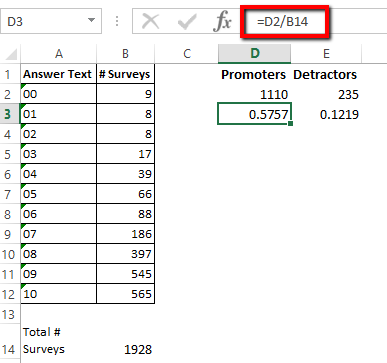 D3 fx =D2/B14
A B C D E
1 Answer Text # Surveys Promoters Detractors
2 00 9 1110 235
3 01 8 0.5757 0.1219
4 02 8
5 03 17
6 04 39
7 05 66
8 06 88
9 07 186
10 08 397
11 09 545
12 10 565
13
Total #
14 Surveys 1928